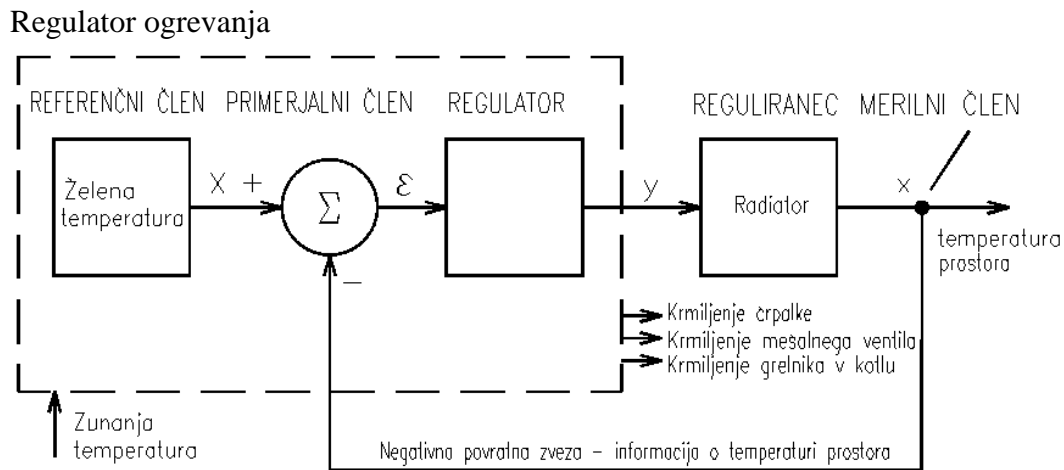 Regulator ogrevanja
REFERENČNI ČLEN PRIMERJALNI ČLEN REGULATOR REGULIRANEC MERILNI ČLEN
Želena
temperatura
X +
Σ
ε
y
Radiator
x
temperatura
prostora
–
Krmiljenje črpalke
Krmiljenje mešalnega ventila
Krmiljenje grelnika v kotlu
Zunanja
temperatura
Negativna povratna zveza – informacija o temperaturi prostora